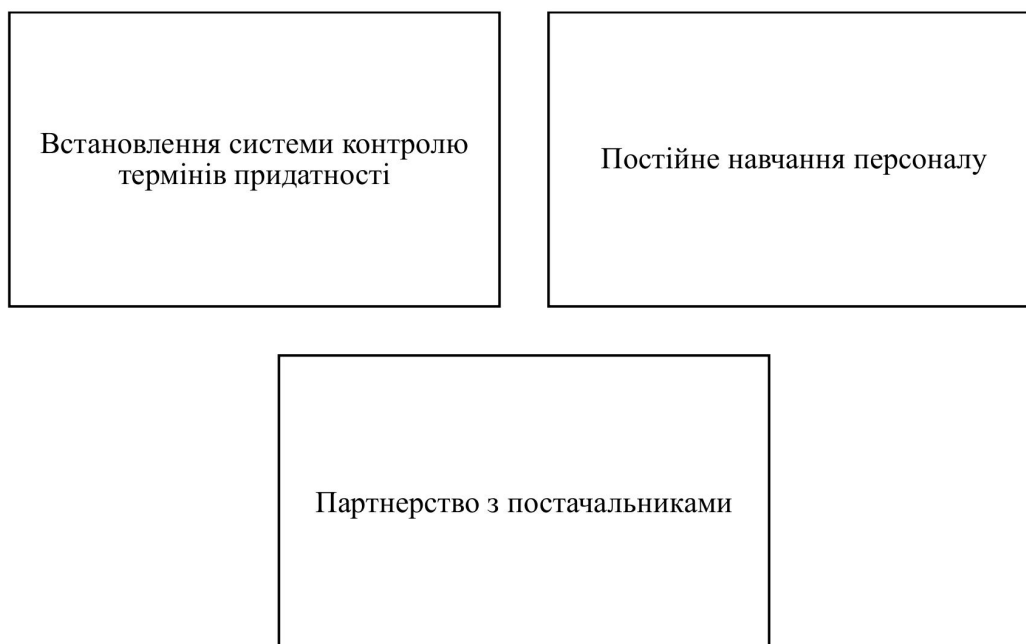 Встановлення системи контролю
термінів придатності
Постійне навчання персоналу
Партнерство з постачальниками